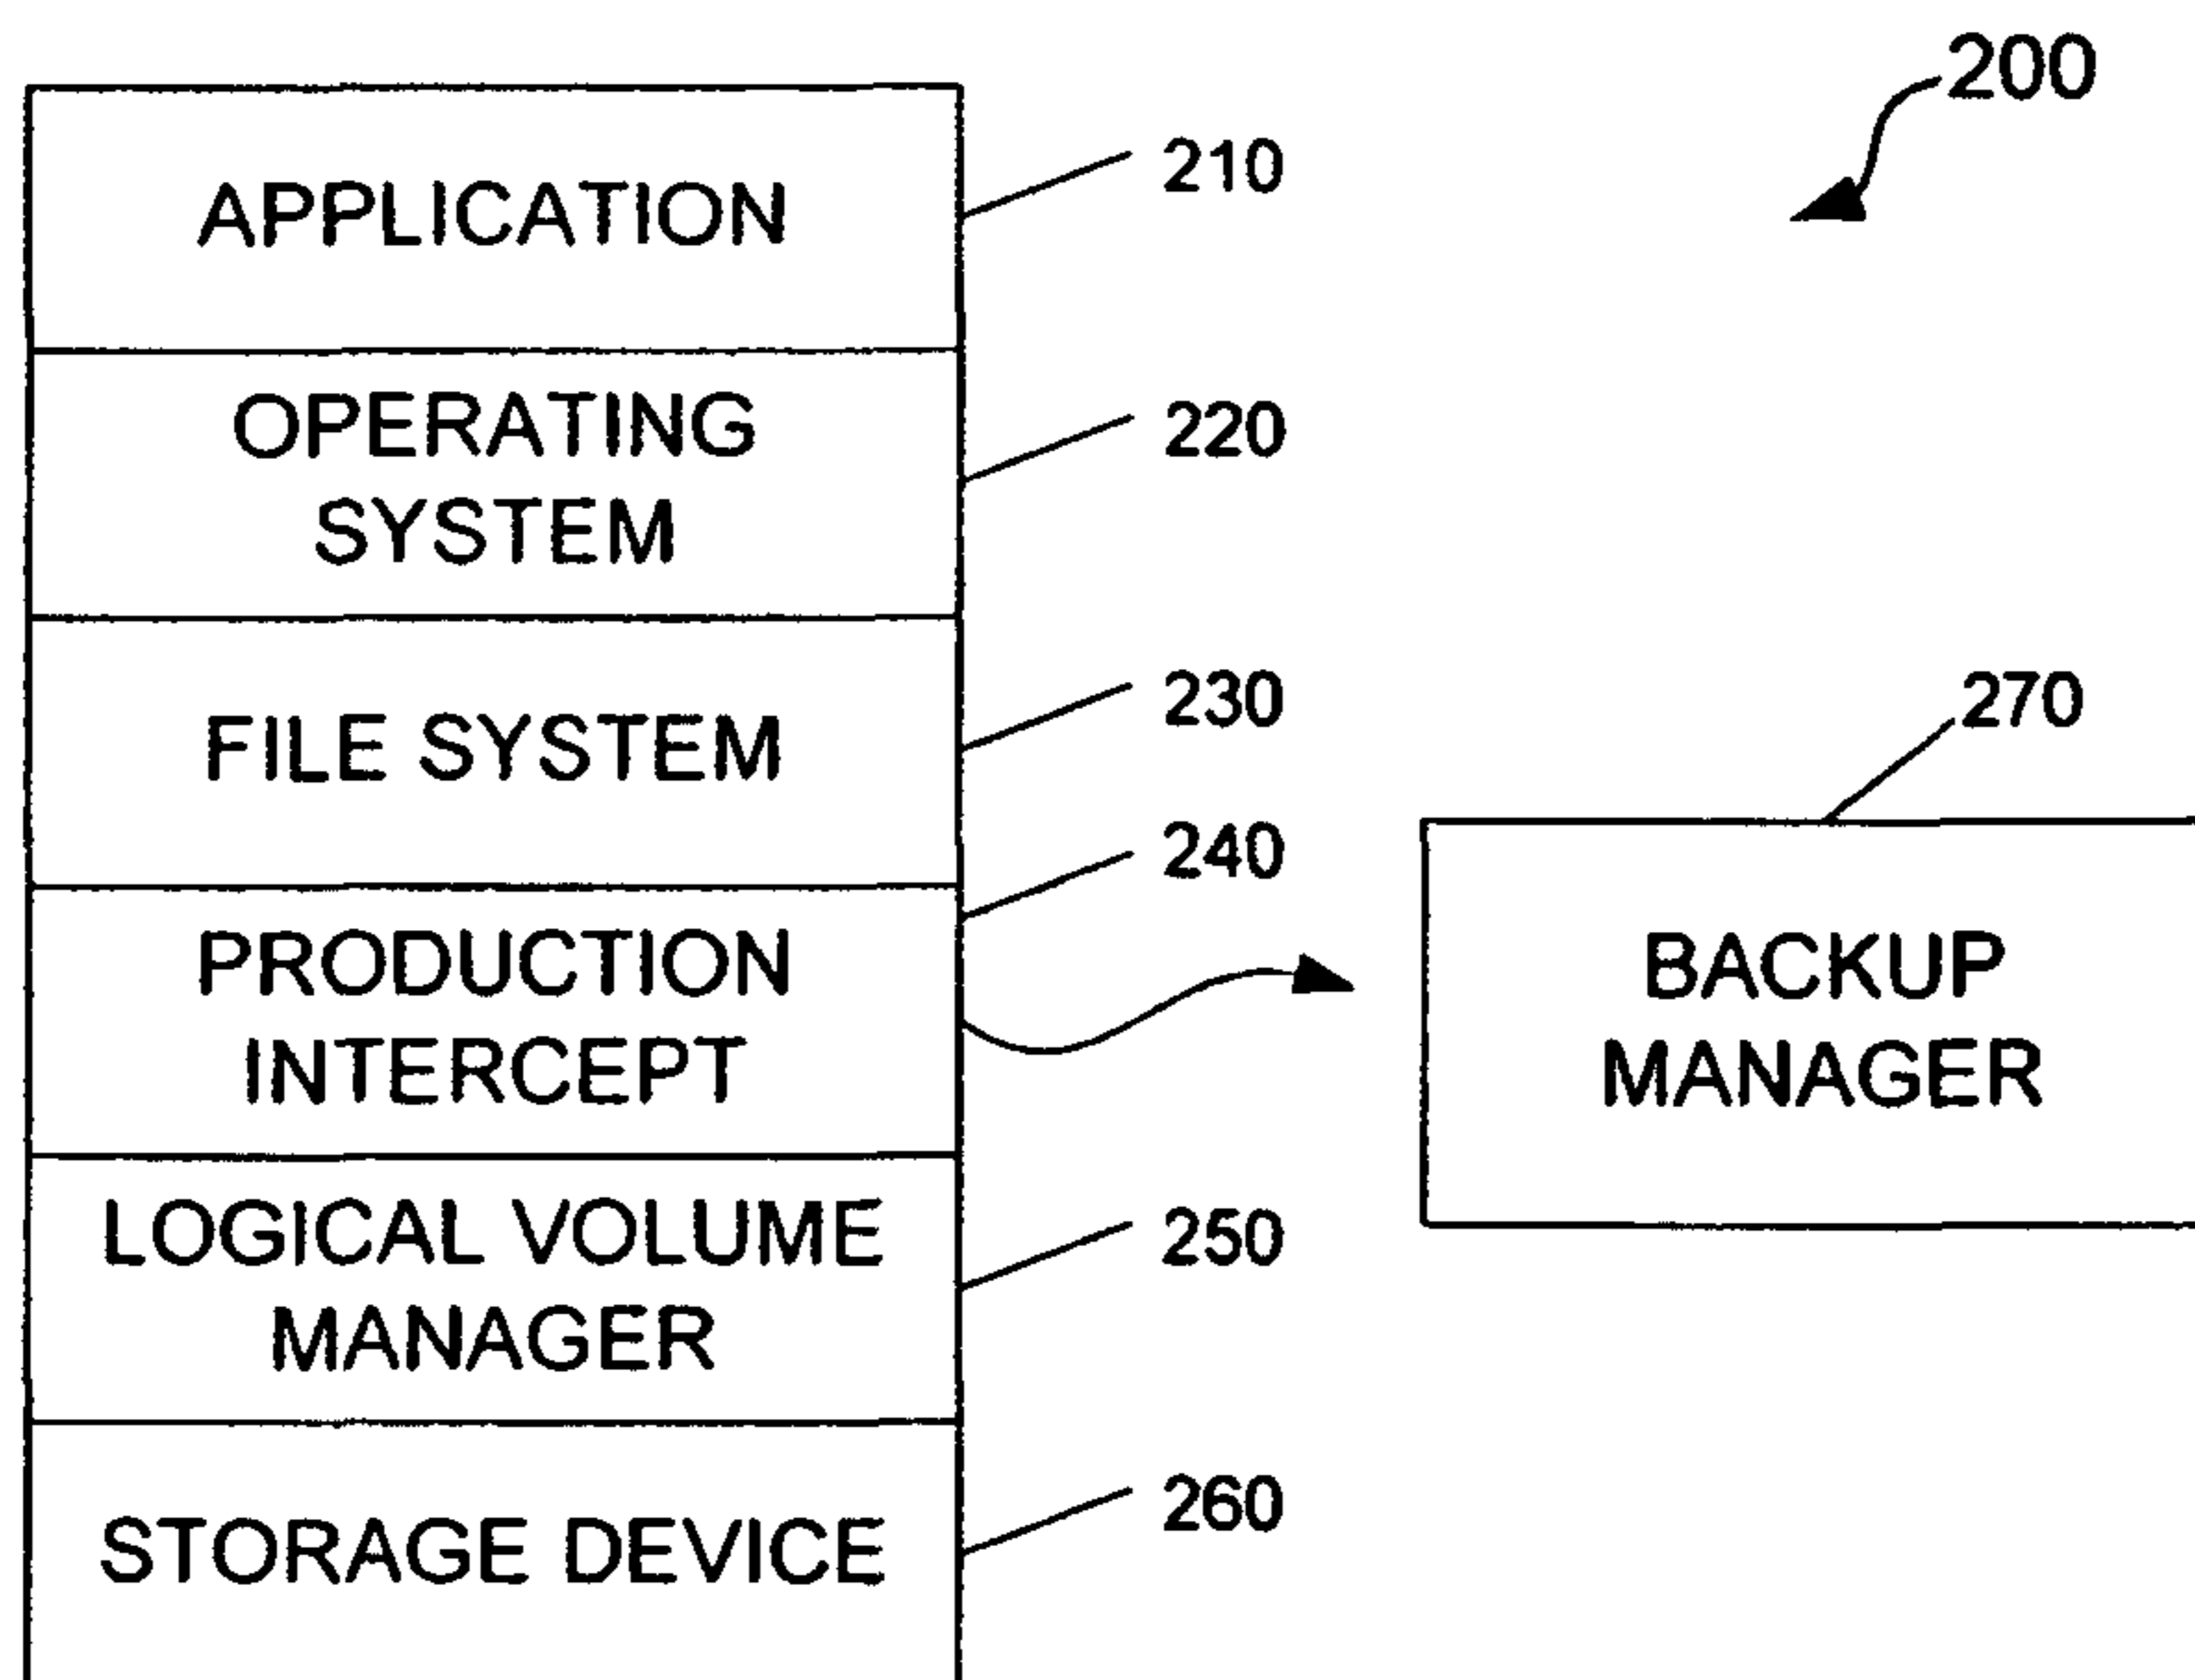 200
APPLICATION
210
OPERATING
SYSTEM
220
FILE SYSTEM
230
270
240
PRODUCTION
INTERCEPT
BACKUP
MANAGER
LOGICAL VOLUME
MANAGER
250
STORAGE DEVICE
260